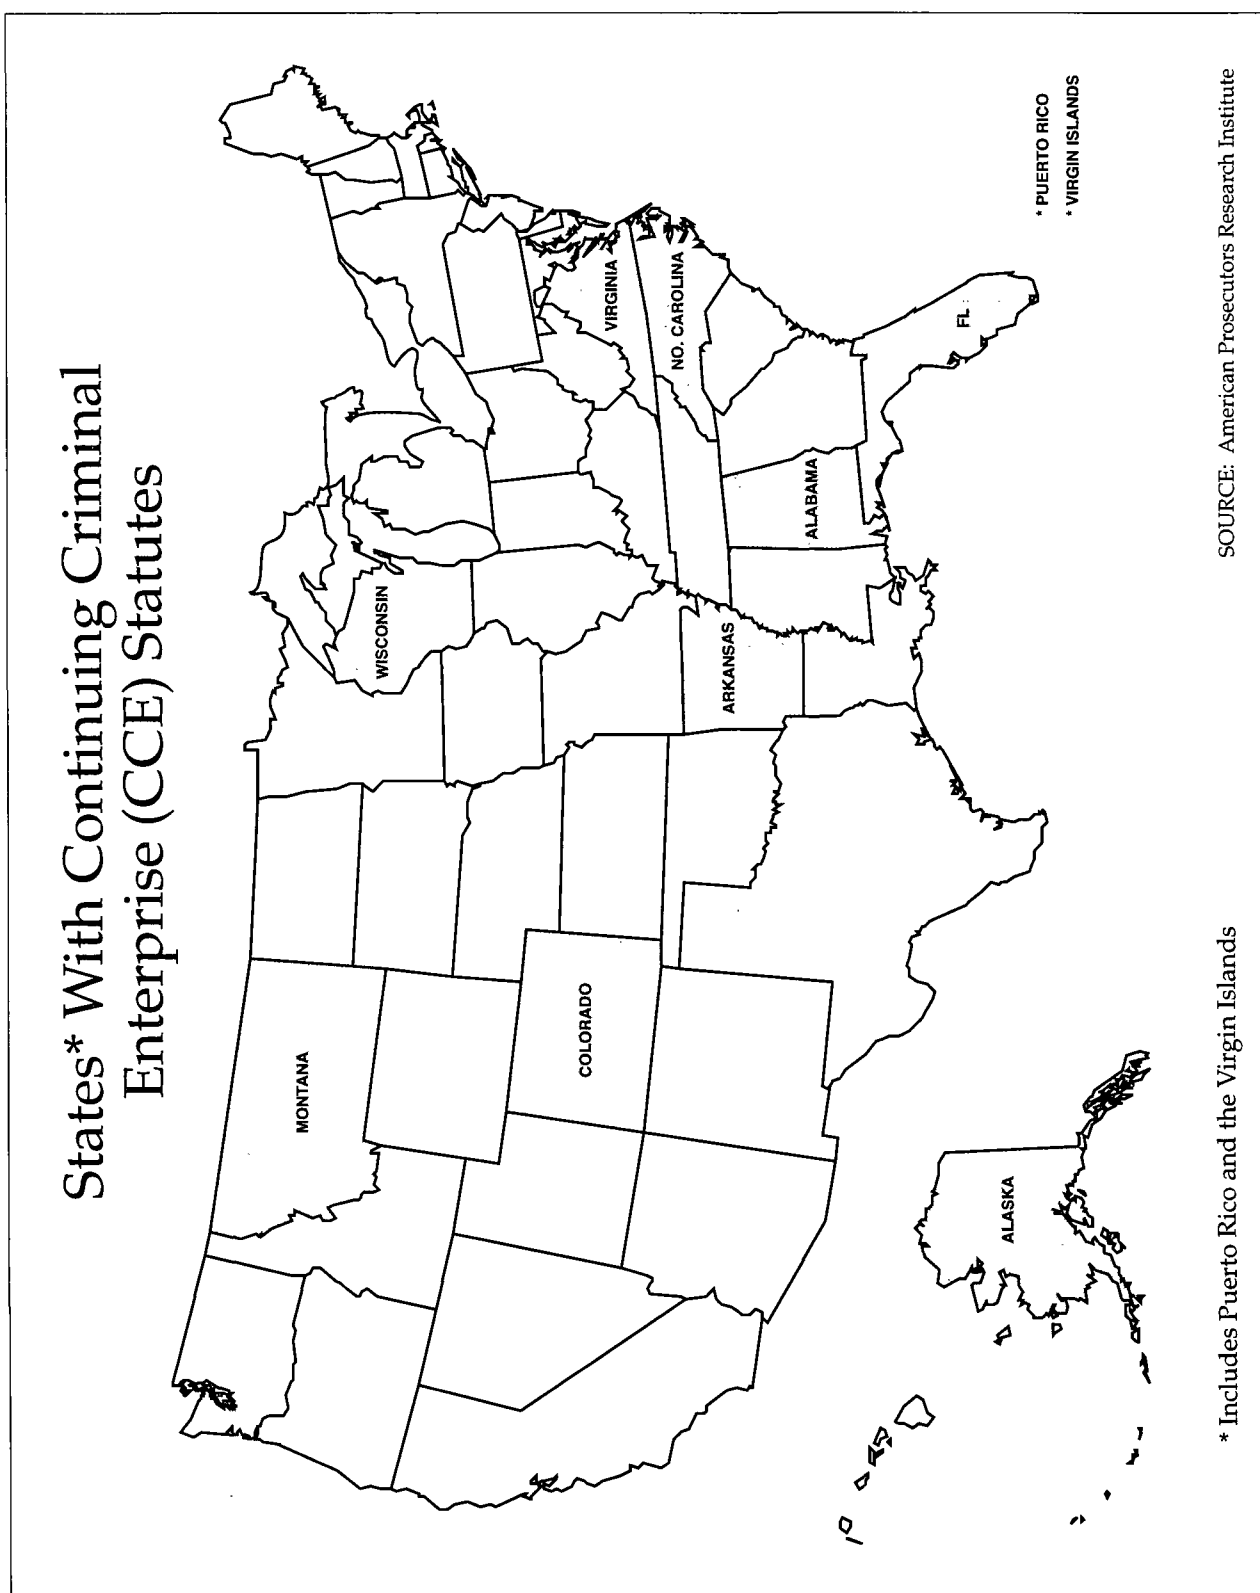 States* With Continuing Criminal
Enterprise (CCE) Statutes
MONTANA
WISCONSIN
COLORADO
VIRGINIA
NO. CAROLINA
ARKANSAS
ALABAMA
FL
ALASKA
* PUERTO RICO
* VIRGIN ISLANDS
* Includes Puerto Rico and the Virgin Islands
SOURCE: American Prosecutors Research Institute